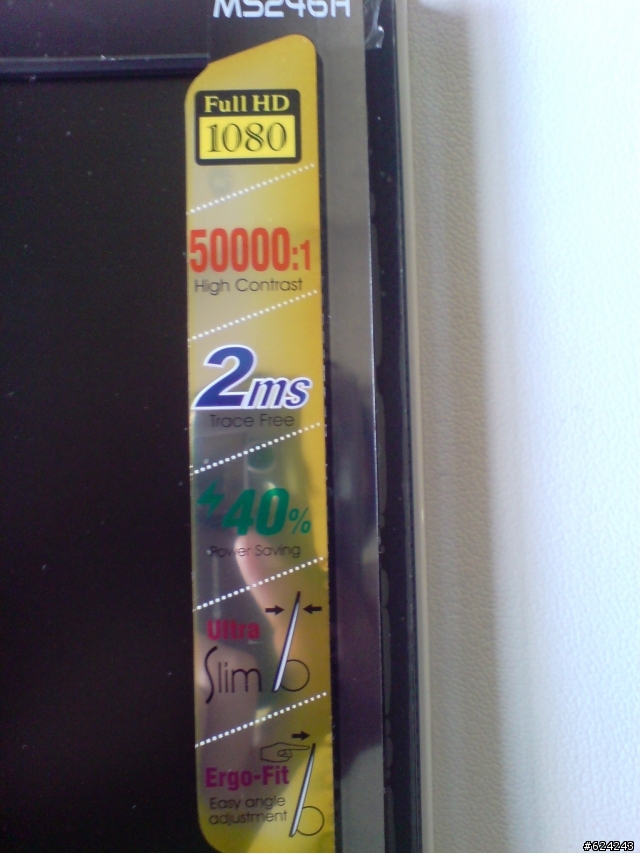 MS246H
Full HD
1080
50000:1
High Contrast
2ms
Trace Free
40%
Power Saving
Ultra
Slim
Ergo-Fit
Easy angle
adjustment
#624243